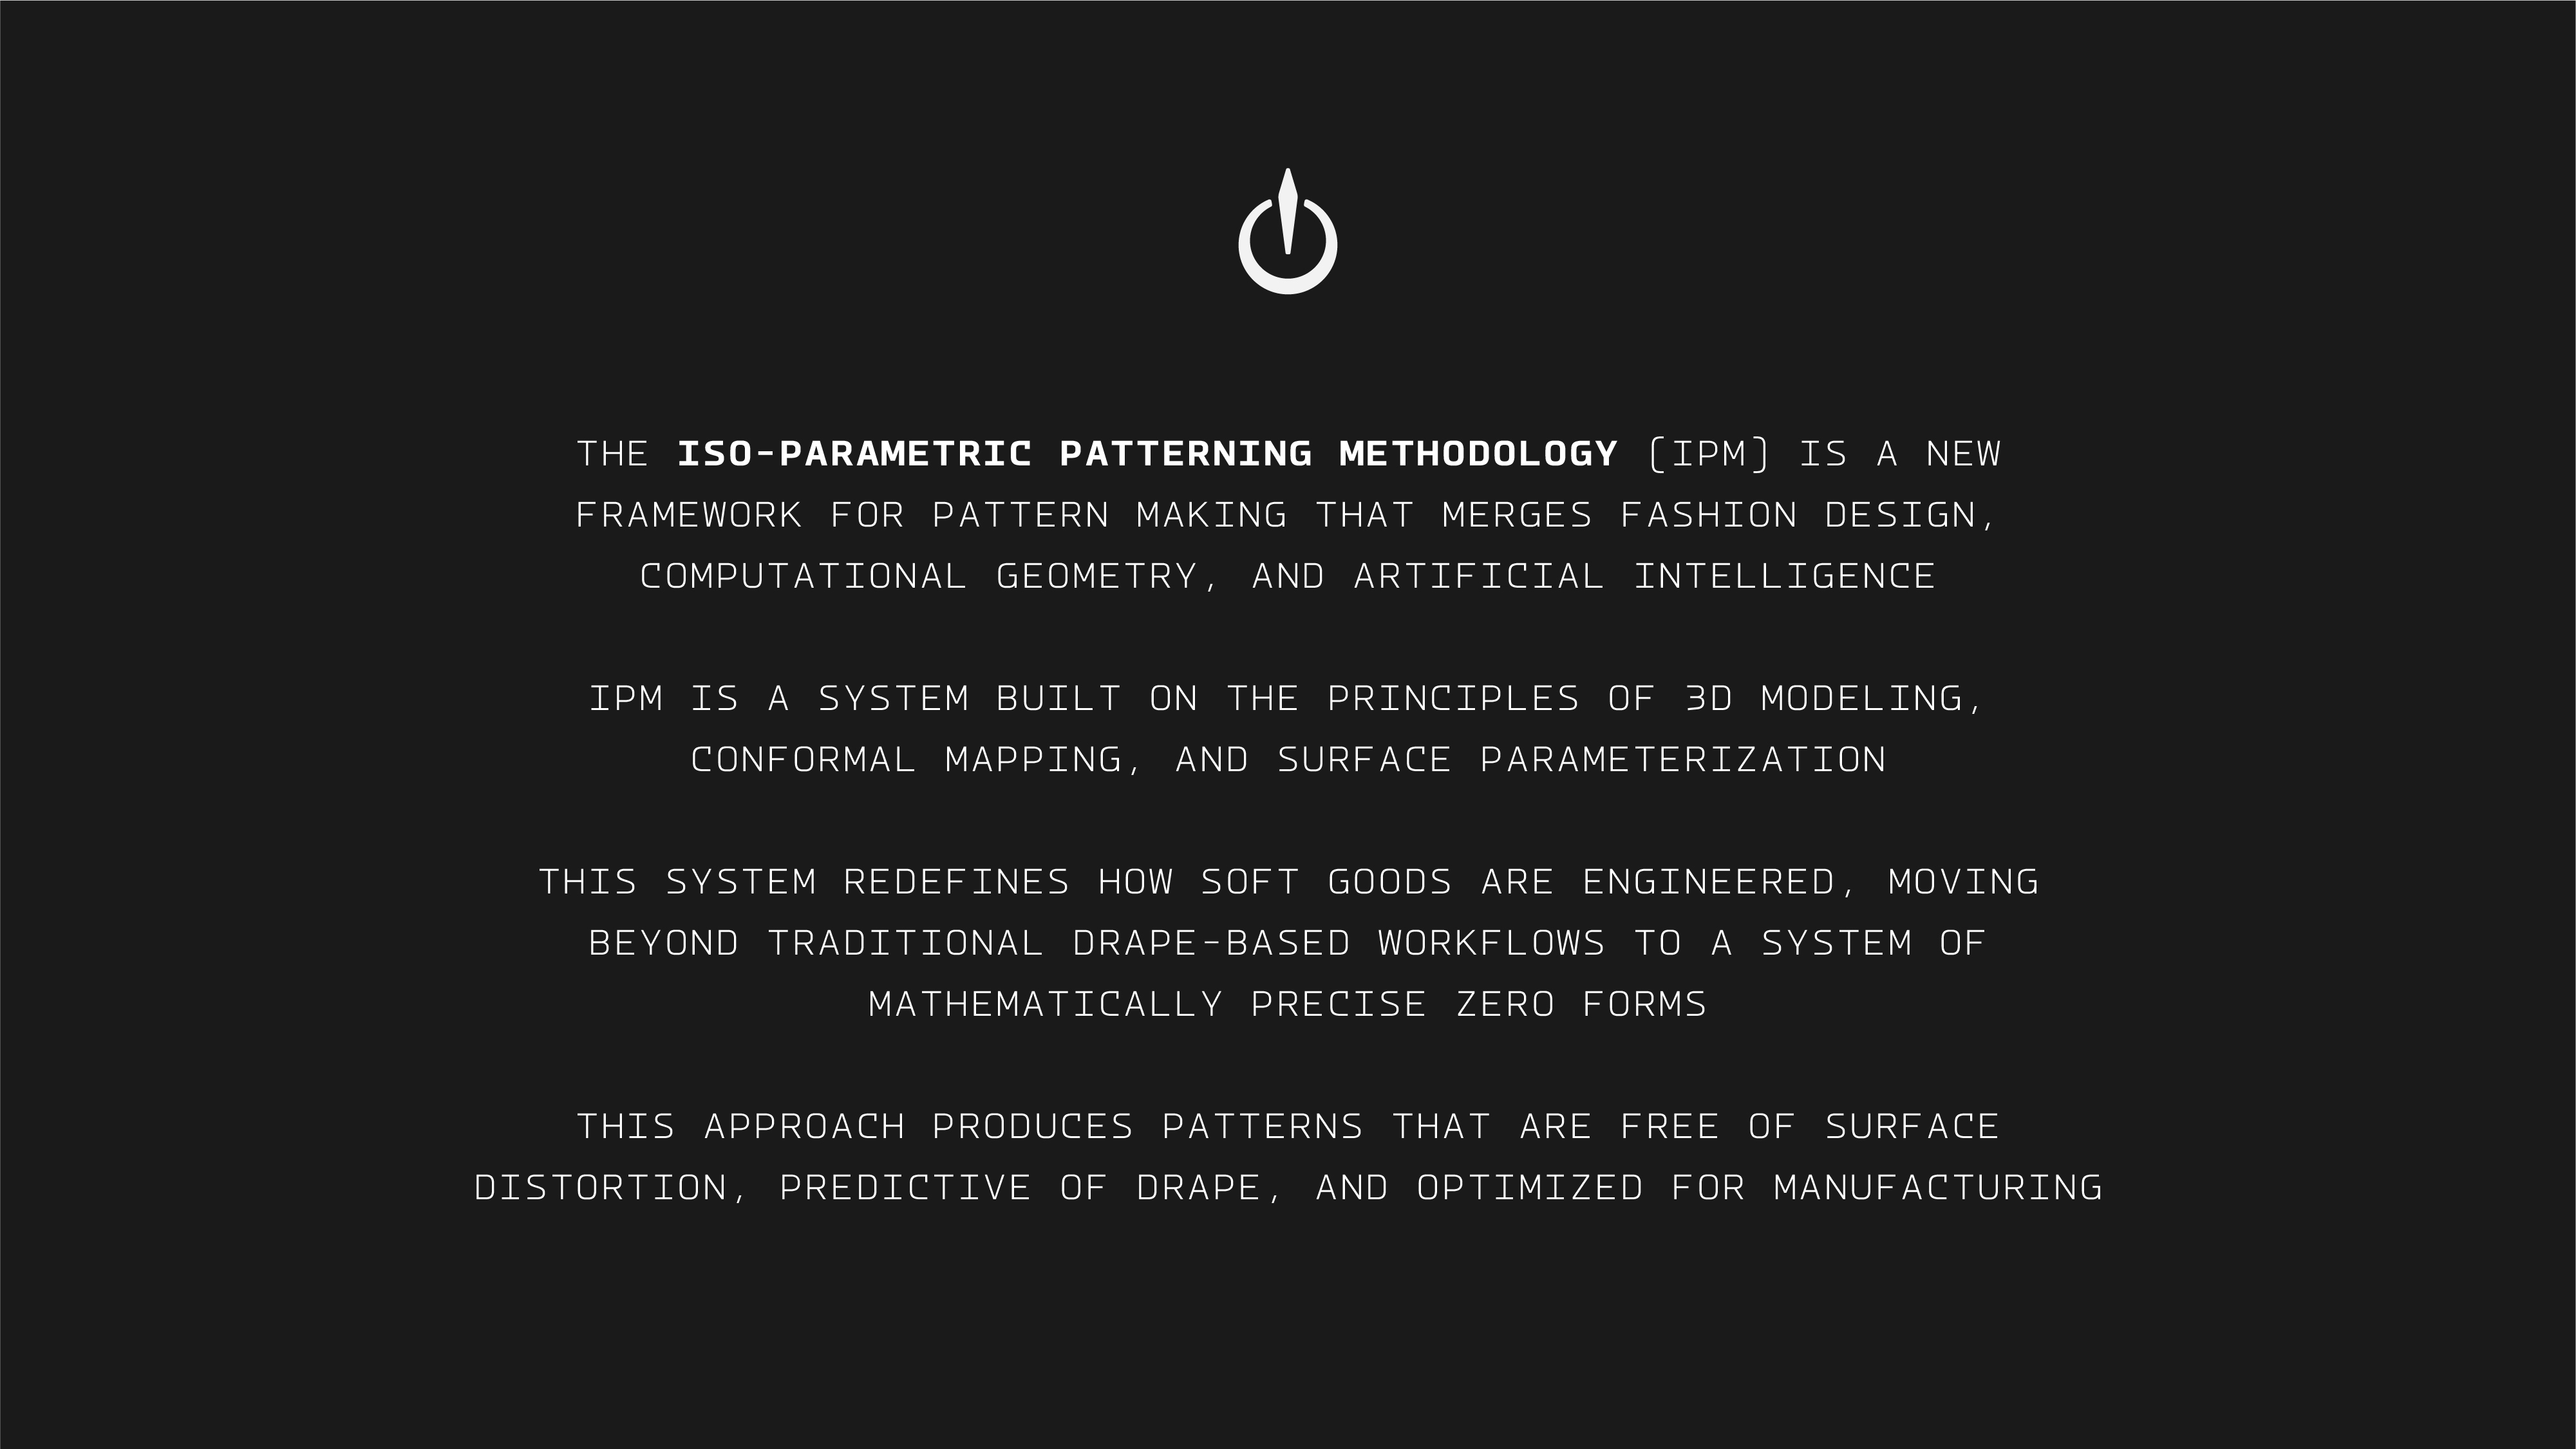 THE ISO-PARAMETRIC PATTERNING METHODOLOGY (IPM) IS A NEW
FRAMEWORK FOR PATTERN MAKING THAT MERGES FASHION DESIGN,
COMPUTATIONAL GEOMETRY, AND ARTIFICIAL INTELLIGENCE
IPM IS A SYSTEM BUILT ON THE PRINCIPLES OF 3D MODELING,
CONFORMAL MAPPING, AND SURFACE PARAMETERIZATION
THIS SYSTEM REDEFINES HOW SOFT GOODS ARE ENGINEERED, MOVING
BEYOND TRADITIONAL DRAPE-BASED WORKFLOWS TO A SYSTEM OF
MATHEMATICALLY PRECISE ZERO FORMS
THIS APPROACH PRODUCES PATTERNS THAT ARE FREE OF SURFACE
DISTORTION, PREDICTIVE OF DRAPE, AND OPTIMIZED FOR MANUFACTURING